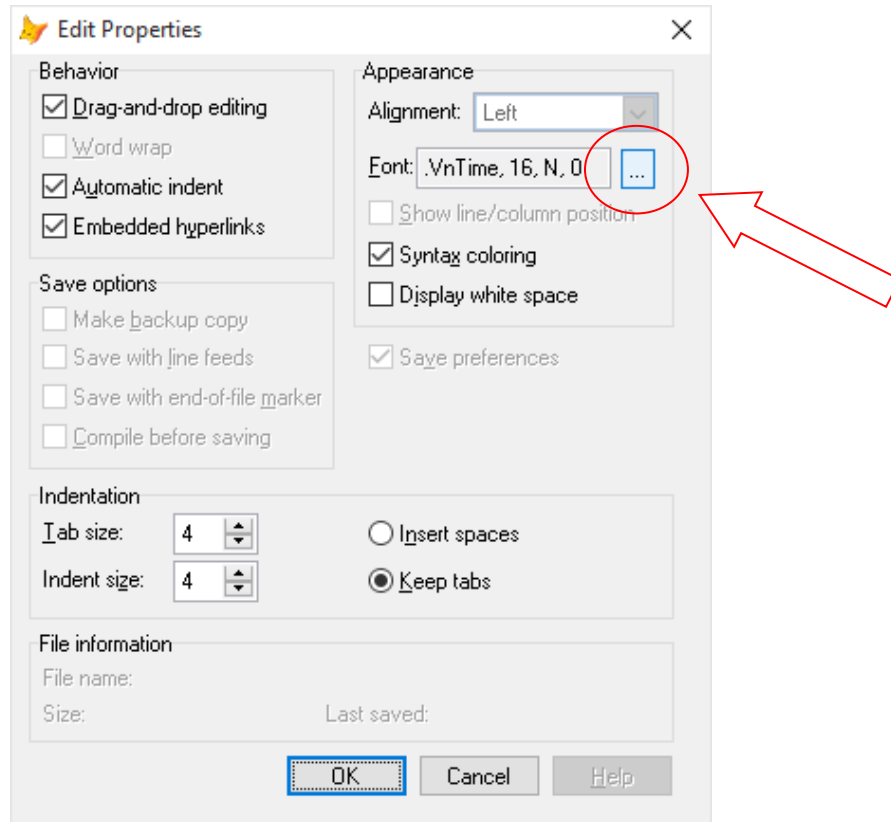 Edit Properties
Behavior
Drag-and-drop editing
Word wrap
Automatic indent
Embedded hyperlinks
Appearance
Alignment: Left
Font: .VnTime, 16, N, 0 ...
Show line/column position
Syntax coloring
Display white space
Save options
Make backup copy
Save with line feeds
Save with end-of-file marker
Compile before saving
Save preferences
Indentation
Tab size: 4
Indent size: 4
Insert spaces
Keep tabs
File information
File name:
Size: Last saved:
OK Cancel Help